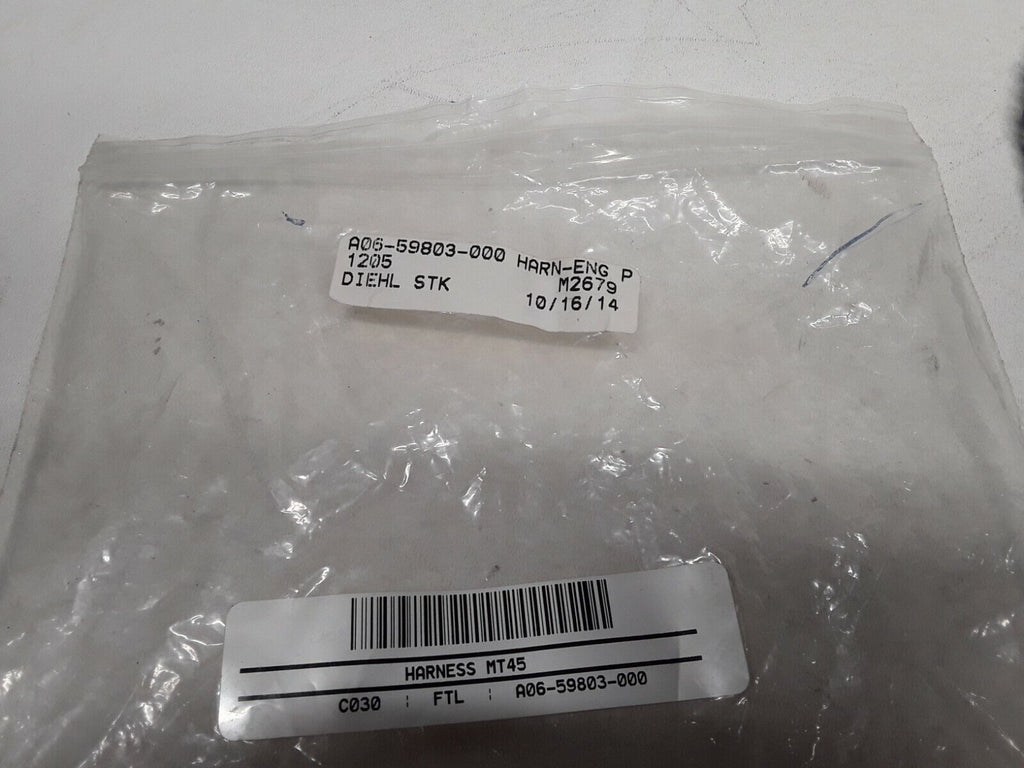 A06-59803-000 HARN-ENG P
1205 M2679
DIEHL STK 10/16/14
HARNESS MT45
C030 ¦ FTL ¦ A06-59803-000